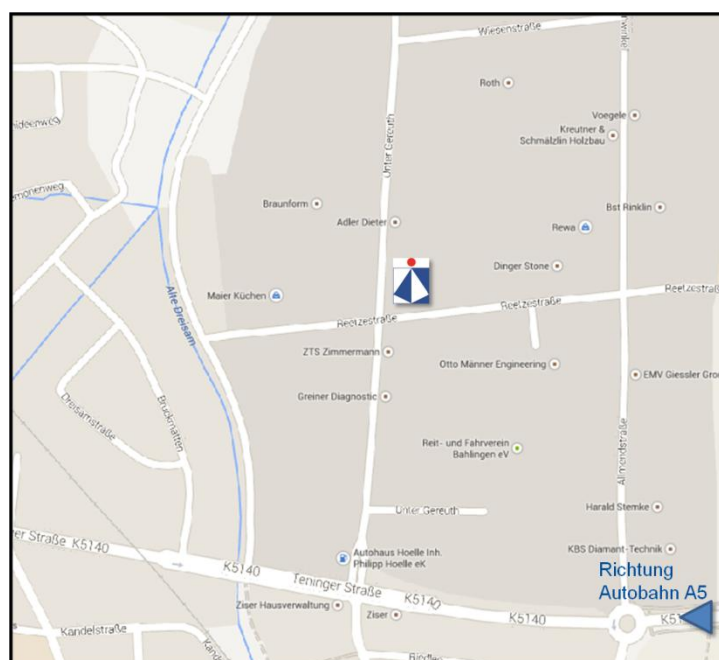 Wiesenstraße
Roth
Voegele
Kreutner &
Schmälzlin Holzbau
Unter Gereuth
Braunform
Adler Dieter
Bst Rinklin
Rewa
Dinger Stone
Maier Küchen
Alte Dreisam
Reetzestraße
Reetzestraße
Reetzestraße
ZTS Zimmermann
Otto Männer Engineering
EMV Giessler
Greiner Diagnostic
Bruckmatten
Dreisamstraße
Reit- und Fahrverein
Bahlingen eV
Allmendstraße
Unter Gereuth
Harald Stemke
Straße K5140
K5140
Autohaus Hoelle Inh.
Philipp Hoelle eK
KBS Diamant-Technik
Teninger Straße
K5140
Richtung
Autobahn A5
Ziser Hausverwaltung
Ziser
K5140
Kandelstraße